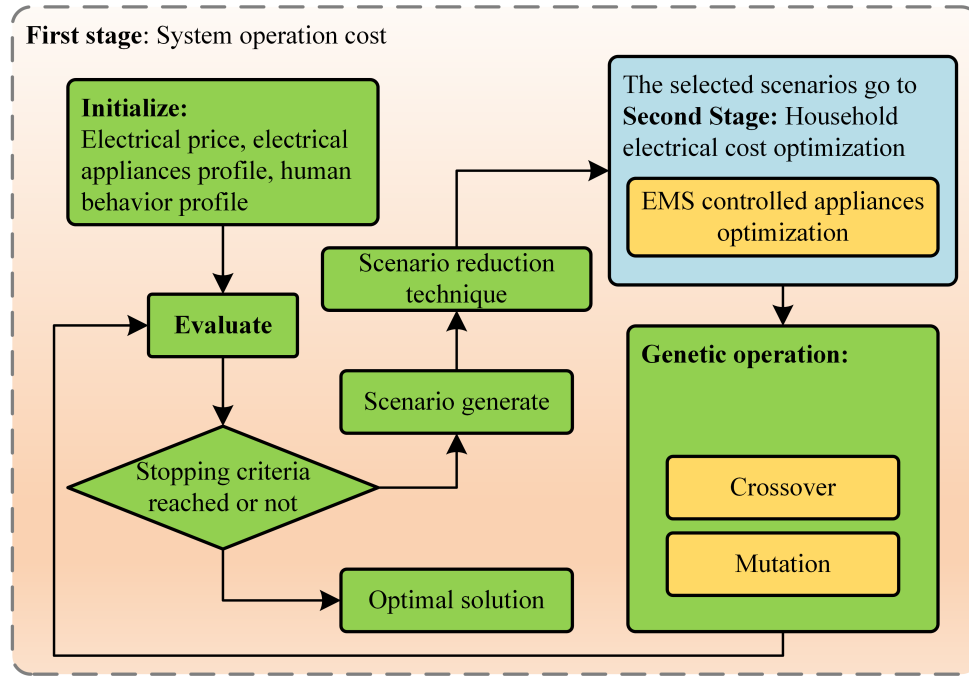 First stage: System operation cost
Initialize:
Electrical price, electrical
appliances profile, human
behavior profile
Evaluate
Stopping criteria
reached or not
Optimal solution
Scenario generate
Scenario reduction
technique
The selected scenarios go to
Second Stage: Household
electrical cost optimization
EMS controlled appliances
optimization
Genetic operation:
Crossover
Mutation